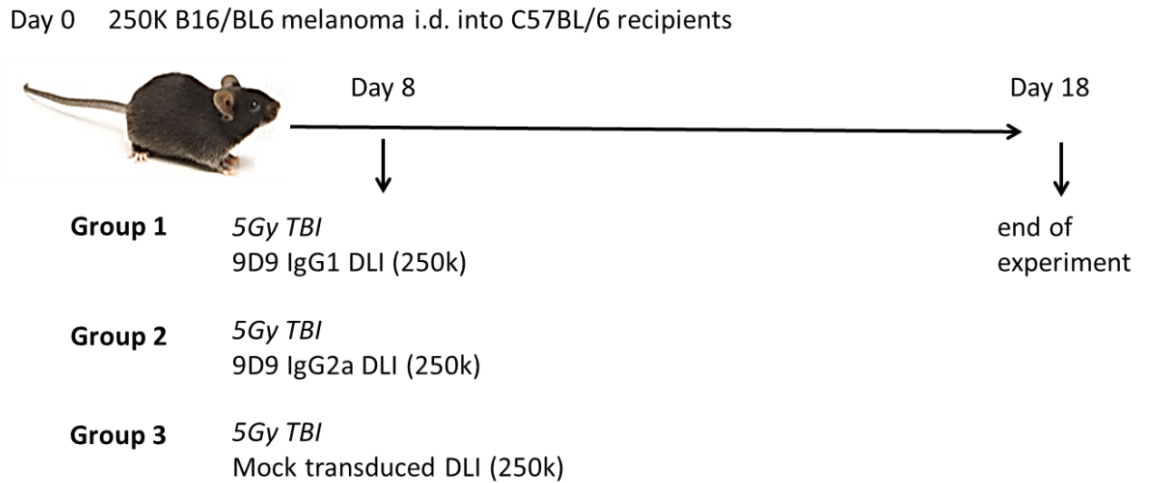 Day 0 250K B16/BL6 melanoma i.d. into C57BL/6 recipients
Day 8
Day 18
Group 1 5Gy TBI
9D9 IgG1 DLI (250k)
end of
experiment
Group 2 5Gy TBI
9D9 IgG2a DLI (250k)
Group 3 5Gy TBI
Mock transduced DLI (250k)